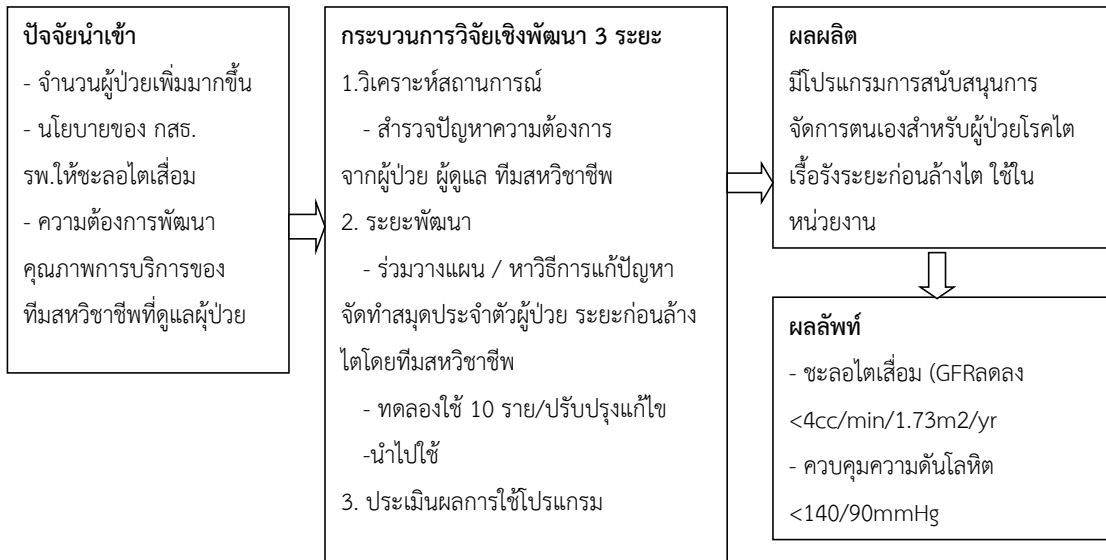 ปัจจัยนำเข้า
- จำนวนผู้ป่วยเพิ่มมากขึ้น
- นโยบายของ กสธ.
รพ.ให้ชะลอไตเสื่อม
- ความต้องการพัฒนา
คุณภาพการบริการของ
ทีมสหวิชาชีพที่ดูแลผุ้ป่วย
กระบวนการวิจัยเชิงพัฒนา 3 ระยะ
1.วิเคราะห์สถานการณ์
- สำรวจปัญหาความต้องการ
จากผู้ป่วย ผู้ดูแล ทีมสหวิชาชีพ
2. ระยะพัฒนา
- ร่วมวางแผน / หาวิธีการแก้ปัญหา
จัดทำสมุดประจำตัวผู้ป่วย ระยะก่อนล้าง
ไตโดยทีมสหวิชาชีพ
- ทดลองใช้ 10 ราย/ปรับปรุงแก้ไข
-นำไปใช้
3. ประเมินผลการใช้โปรแกรม
ผลผลิต
มีโปรแกรมการสนับสนุนการ
จัดการตนเองสำหรับผู้ป่วยโรคไต
เรื้อรังระยะก่อนล้างไต ใช้ใน
หน่วยงาน
ผลลัพท์
- ชะลอไตเสื่อม (GFRลดลง
<4cc/min/1.73m2/yr
- ควบคุมความดันโลหิต
<140/90mmHg